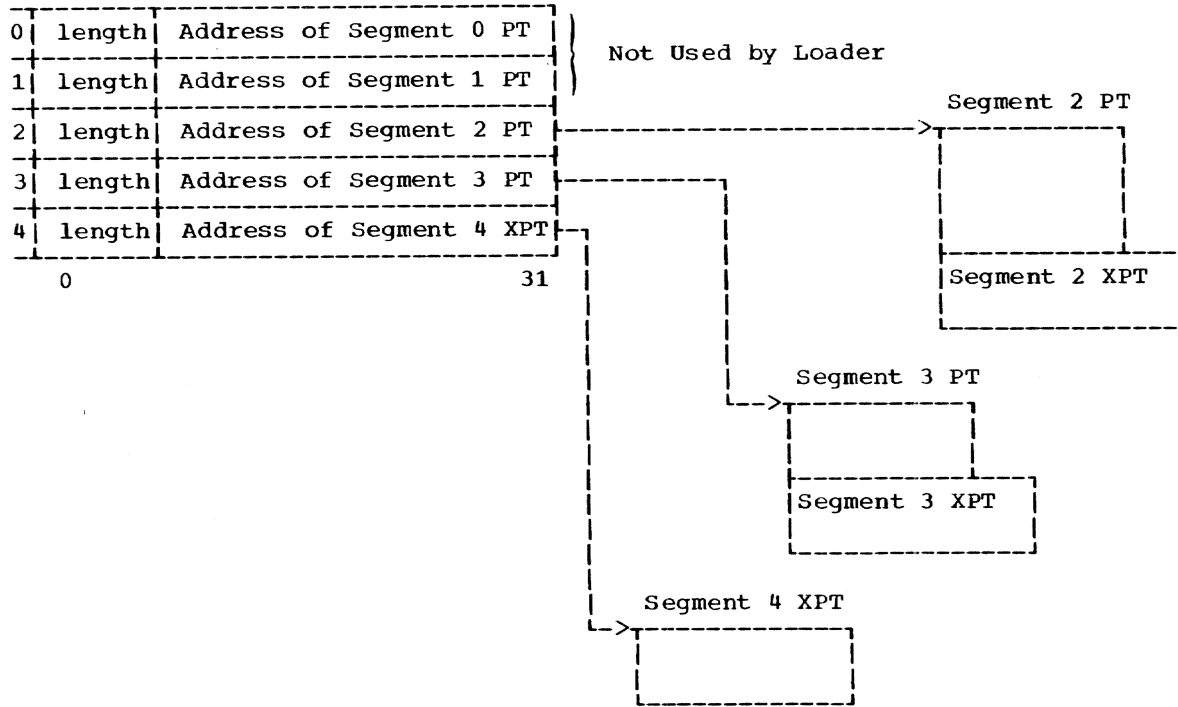 0 length Address of Segment 0 PT
Not Used by Loader
1 length Address of Segment 1 PT
Segment 2 PT
2 length Address of Segment 2 PT
3 length Address of Segment 3 PT
4 length Address of Segment 4 XPT
0 31
Segment 2 XPT
Segment 3 PT
Segment 3 XPT
Segment 4 XPT